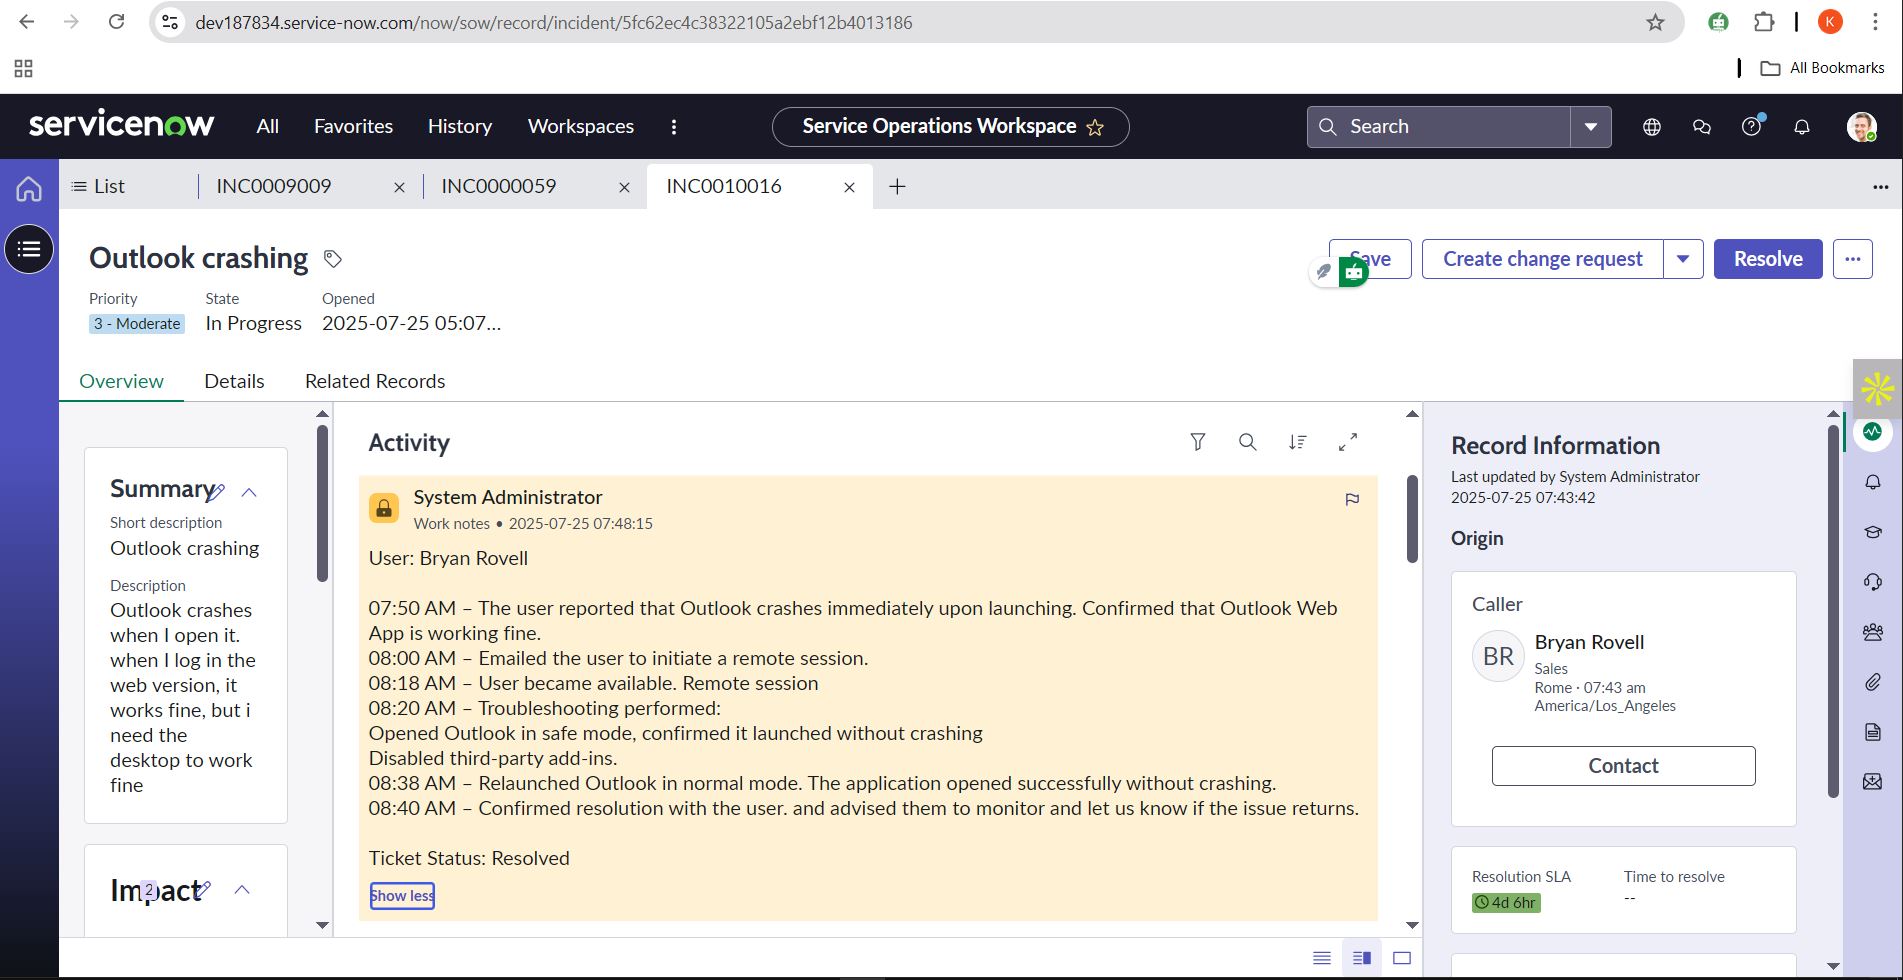 dev187834.service-now.com/now/sow/record/incident/5fc62ec4c38322105a2ebf12b4013186
K
All Bookmarks
servicenow All Favorites History Workspaces Service Operations Workspace Search
List INC0009009 INC0000059 INC0010016
Outlook crashing
Save Create change request Resolve
Priority State Opened
3 - Moderate In Progress 2025-07-25 05:07...
Overview Details Related Records
Summary
Short description
Outlook crashing
Description
Outlook crashes
when I open it.
when I log in the
web version, it
works fine, but i
need the
desktop to work
fine
Impact
2
Activity
System Administrator
Work notes • 2025-07-25 07:48:15
User: Bryan Rovell
07:50 AM – The user reported that Outlook crashes immediately upon launching. Confirmed that Outlook Web
App is working fine.
08:00 AM – Emailed the user to initiate a remote session.
08:18 AM – User became available. Remote session
08:20 AM – Troubleshooting performed:
Opened Outlook in safe mode, confirmed it launched without crashing
Disabled third-party add-ins.
08:38 AM – Relaunched Outlook in normal mode. The application opened successfully without crashing.
08:40 AM – Confirmed resolution with the user. and advised them to monitor and let us know if the issue returns.
Ticket Status: Resolved
Show less
Record Information
Last updated by System Administrator
2025-07-25 07:43:42
Origin
Caller
BR
Bryan Rovell
Sales
Rome · 07:43 am
America/Los_Angeles
Contact
Resolution SLA Time to resolve
4d 6hr --